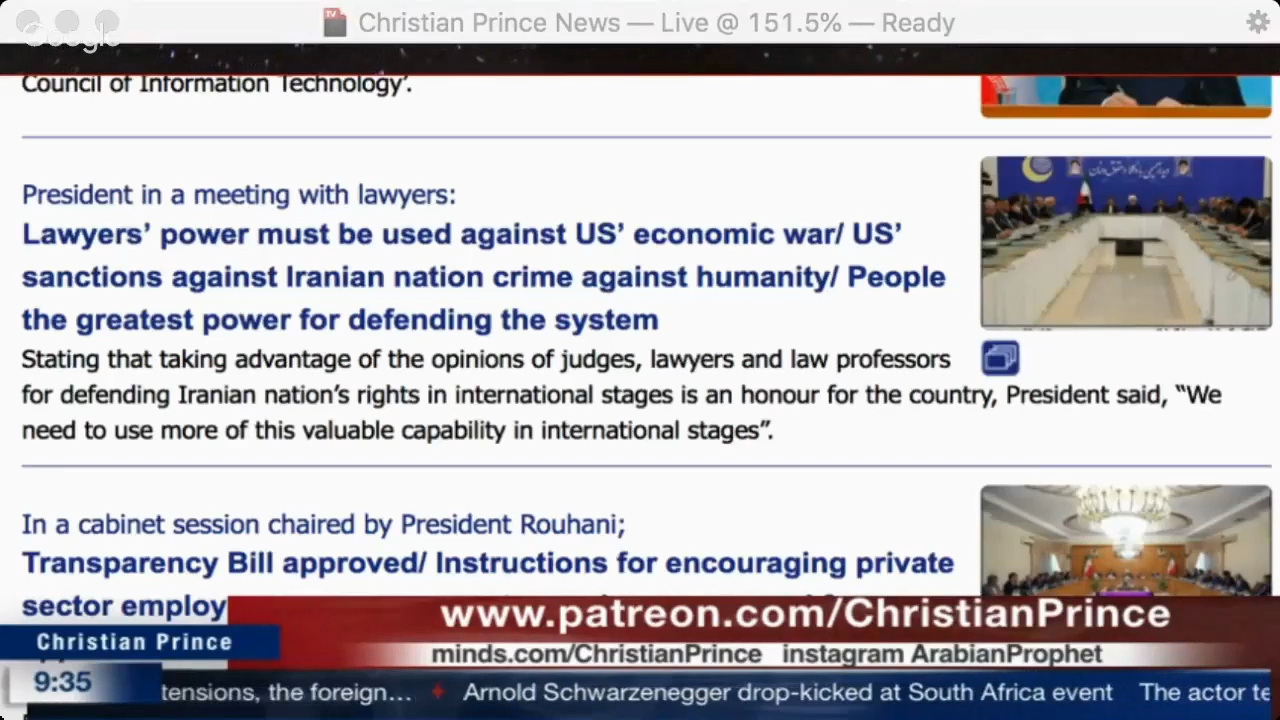 Christian Prince News — Live @ 151.5% — Ready
Google
Council of Information Technology'.
President in a meeting with lawyers:
Lawyers' power must be used against US' economic war/ US'
sanctions against Iranian nation crime against humanity/ People
the greatest power for defending the system
Stating that taking advantage of the opinions of judges, lawyers and law professors
for defending Iranian nation's rights in international stages is an honour for the country, President said, "We
need to use more of this valuable capability in international stages".
In a cabinet session chaired by President Rouhani;
Transparency Bill approved/ Instructions for encouraging private
sector employ
www.patreon.com/ChristianPrince
Christian Prince
minds.com/ChristianPrince instagram ArabianProphet
9:35
tensions, the foreign... Arnold Schwarzenegger drop-kicked at South Africa event The actor te